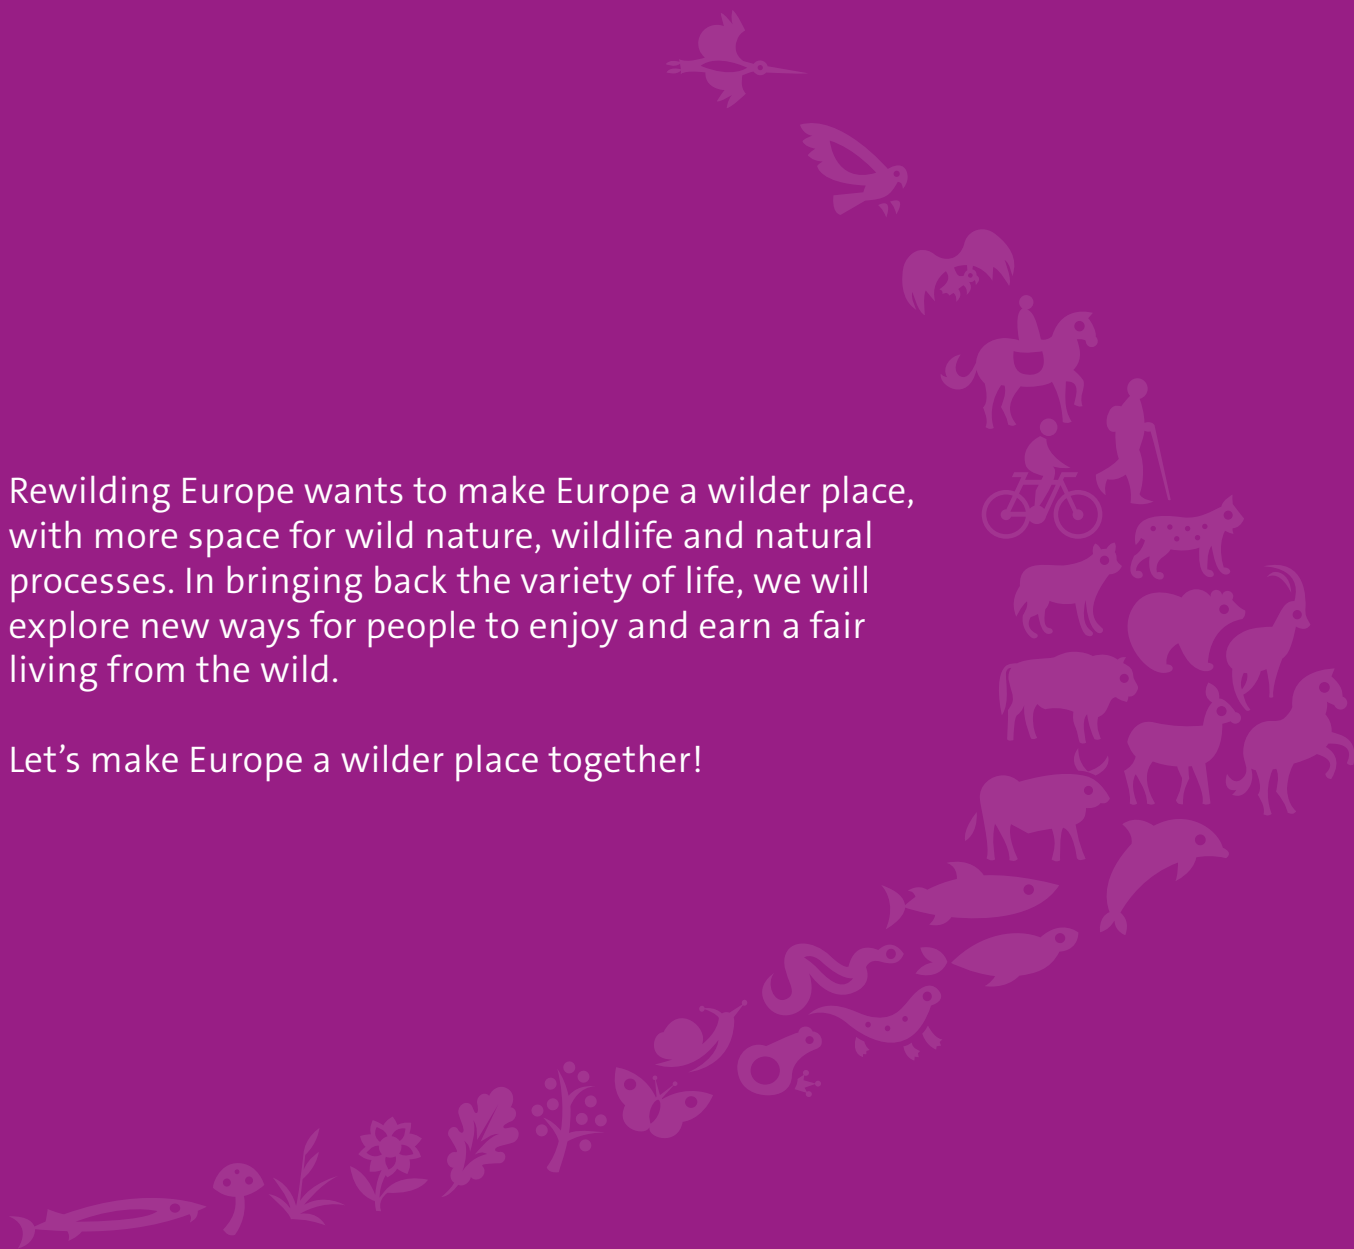 Rewilding Europe wants to make Europe a wilder place,
with more space for wild nature, wildlife and natural
processes. In bringing back the variety of life, we will
explore new ways for people to enjoy and earn a fair
living from the wild.
Let’s make Europe a wilder place together!